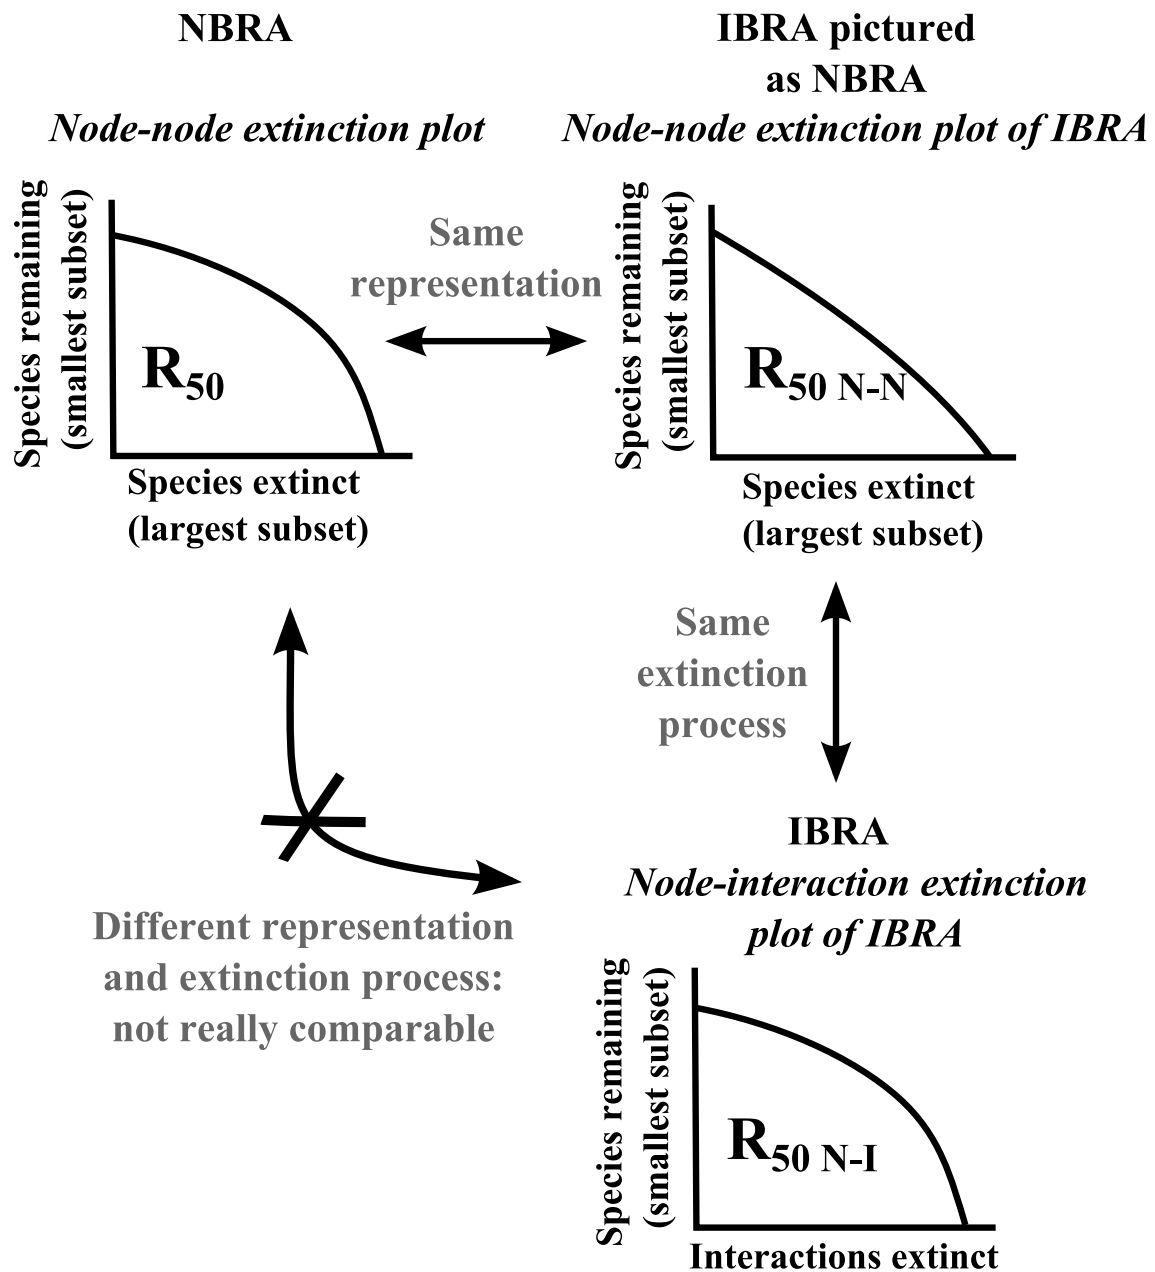 NBRA
Node-node extinction plot
Species remaining
(smallest subset)
R50
Species extinct
(largest subset)
Same
representation
IBRA pictured
as NBRA
Node-node extinction plot of IBRA
Species remaining
(smallest subset)
R50 N-N
Species extinct
(largest subset)
Same
extinction
process
Different representation
and extinction process:
not really comparable
IBRA
Node-interaction extinction
plot of IBRA
Species remaining
(smallest subset)
R50 N-I
Interactions extinct